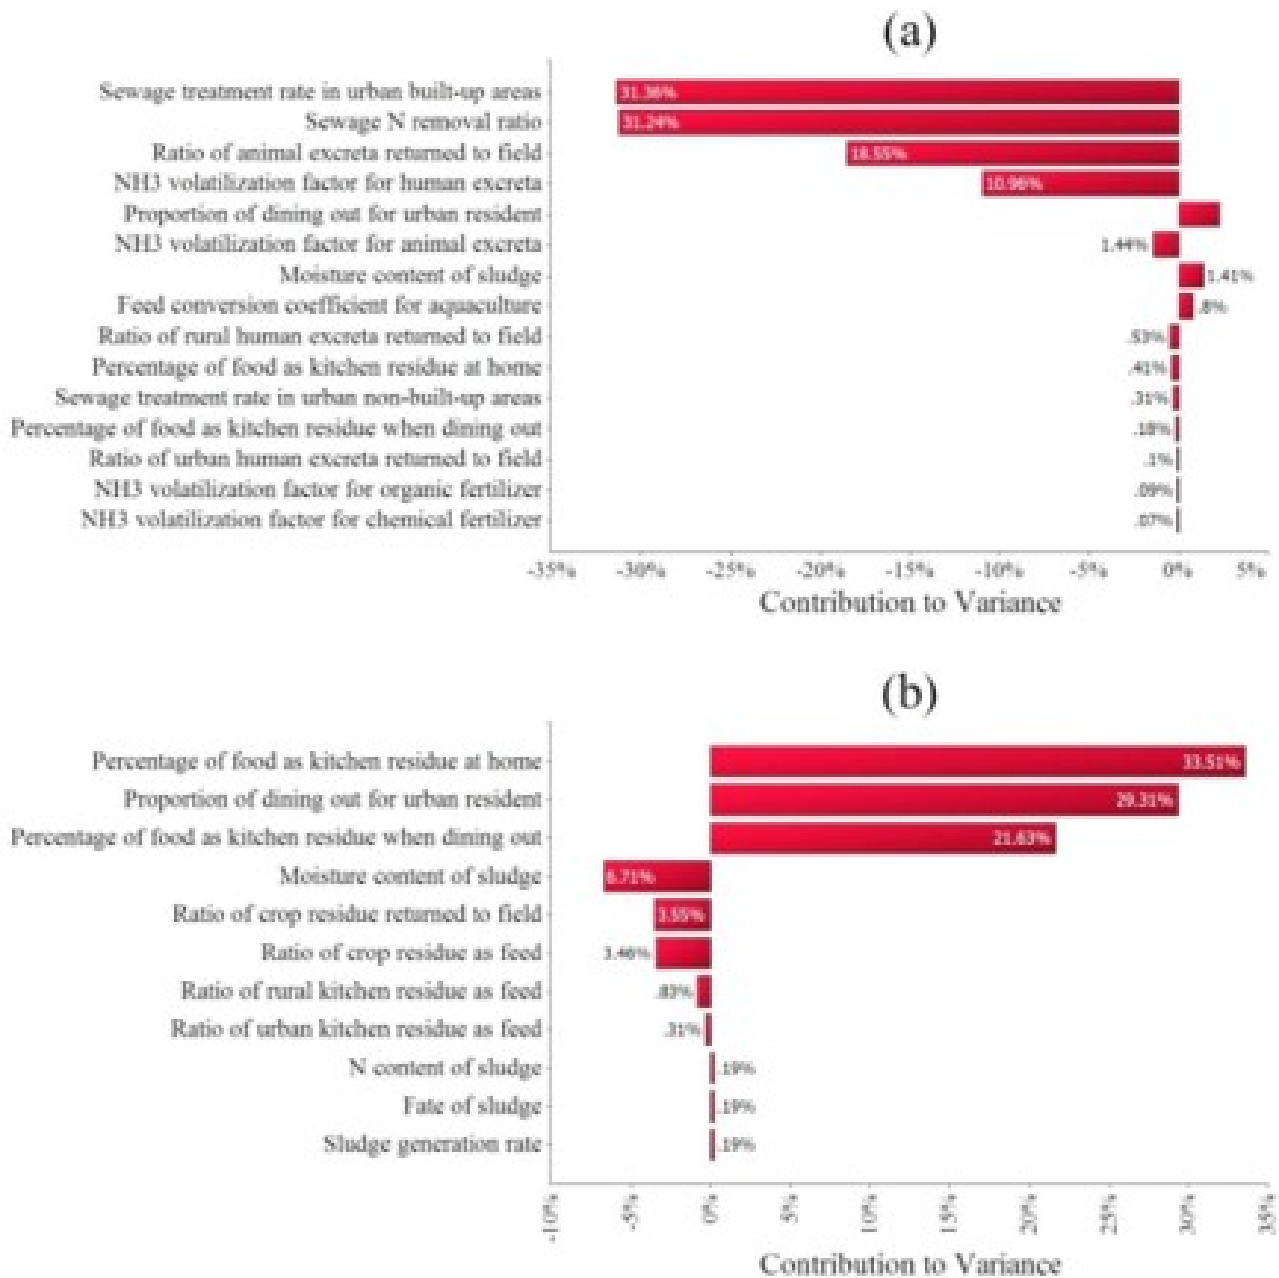 (a)
Sewage treatment rate in urban built-up areas 31.36%
Sewage N removal ratio 31.24%
Ratio of animal excreta returned to field 18.55%
NH3 volatilization factor for human excreta 10.96%
Proportion of dining out for urban resident
NH3 volatilization factor for animal excreta 1.44%
Moisture content of sludge 1.41%
Feed conversion coefficient for aquaculture .8%
Ratio of rural human excreta returned to field .53%
Percentage of food as kitchen residue at home .41%
Sewage treatment rate in urban non-built-up areas .31%
Percentage of food as kitchen residue when dining out .18%
Ratio of urban human excreta returned to field .1%
NH3 volatilization factor for organic fertilizer .09%
NH3 volatilization factor for chemical fertilizer .07%
-35% -30% -25% -20% -15% -10% -5% 0% 5%
Contribution to Variance
(b)
Percentage of food as kitchen residue at home 33.51%
Proportion of dining out for urban resident 29.31%
Percentage of food as kitchen residue when dining out 21.63%
Moisture content of sludge 6.71%
Ratio of crop residue returned to field 3.55%
Ratio of crop residue as feed 3.46%
Ratio of rural kitchen residue as feed .83%
Ratio of urban kitchen residue as feed .31%
N content of sludge .19%
Fate of sludge .19%
Sludge generation rate .19%
-10% -5% 0% 5% 10% 15% 20% 25% 30% 35%
Contribution to Variance